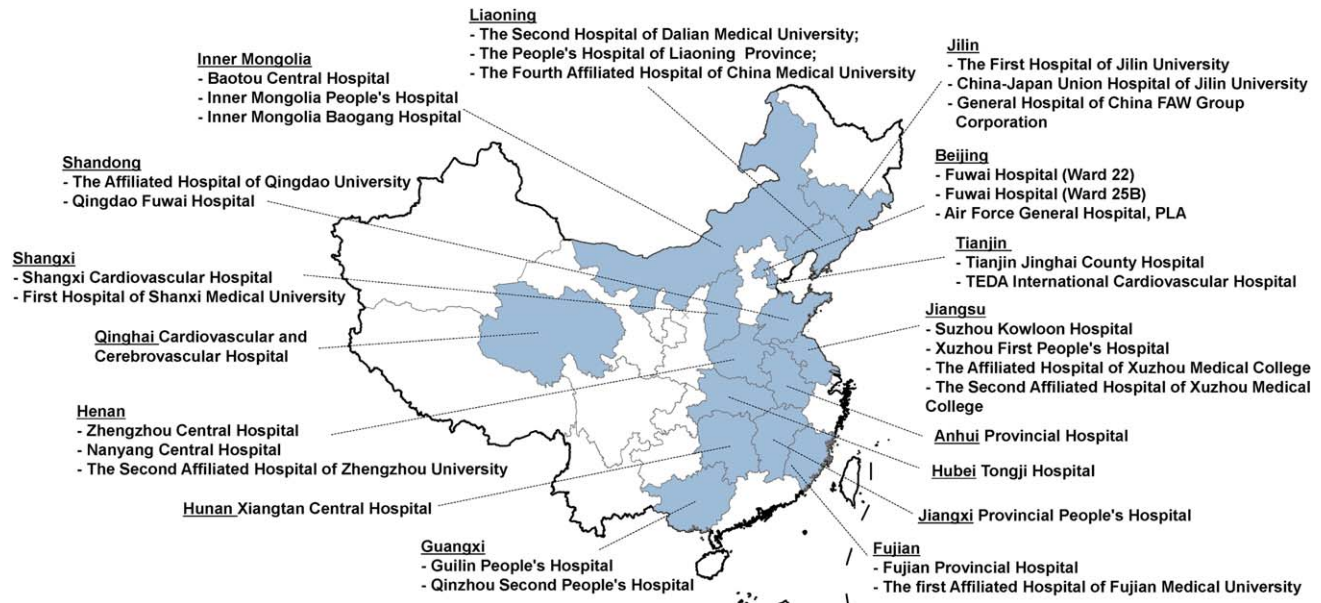 Liaoning
- The Second Hospital of Dalian Medical University;
- The People's Hospital of Liaoning Province;
- The Fourth Affiliated Hospital of China Medical University
Inner Mongolia
- Baotou Central Hospital
- Inner Mongolia People's Hospital
- Inner Mongolia Baogang Hospital
Jilin
- The First Hospital of Jilin University
- China-Japan Union Hospital of Jilin University
- General Hospital of China FAW Group
Corporation
Shandong
- The Affiliated Hospital of Qingdao University
- Qingdao Fuwai Hospital
Beijing
- Fuwai Hospital (Ward 22)
- Fuwai Hospital (Ward 25B)
- Air Force General Hospital, PLA
Tianjin
- Tianjin Jinghai County Hospital
- TEDA International Cardiovascular Hospital
Shangxi
- Shangxi Cardiovascular Hospital
- First Hospital of Shanxi Medical University
Jiangsu
- Suzhou Kowloon Hospital
- Xuzhou First People's Hospital
- The Affiliated Hospital of Xuzhou Medical College
- The Second Affiliated Hospital of Xuzhou Medical
College
Qinghai Cardiovascular and
Cerebrovascular Hospital
Henan
- Zhengzhou Central Hospital
- Nanyang Central Hospital
- The Second Affiliated Hospital of Zhengzhou University
Anhui Provincial Hospital
Hubei Tongji Hospital
Hunan Xiangtan Central Hospital
Jiangxi Provincial People's Hospital
Guangxi
- Guilin People's Hospital
- Qinzhou Second People's Hospital
Fujian
- Fujian Provincial Hospital
- The first Affiliated Hospital of Fujian Medical University